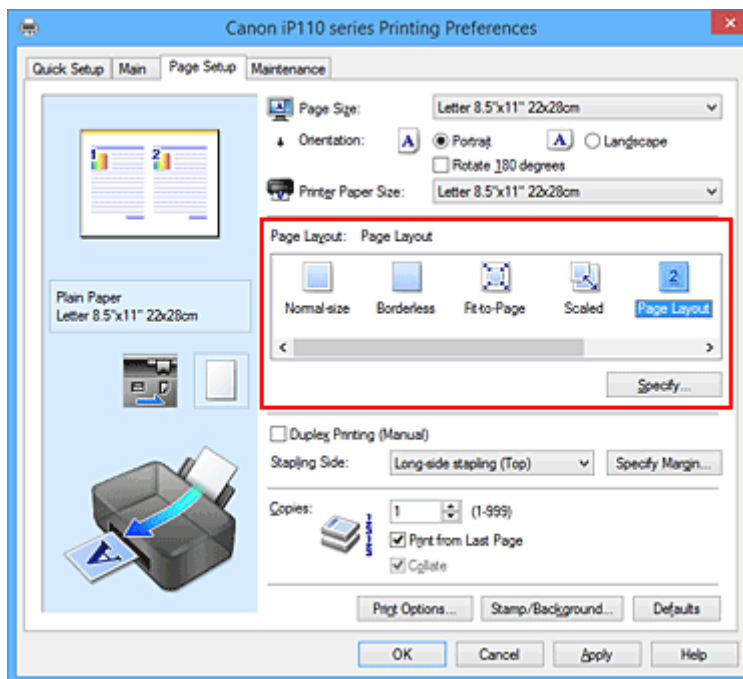 Canon iP110 series Printing Preferences
Quick Setup Main Page Setup Maintenance
Page Size: Letter 8.5"x11" 22x28cm
Orientation: A Portrait A Landscape
Rotate 180 degrees
Printer Paper Size: Letter 8.5"x11" 22x28cm
1 2
Plain Paper
Letter 8.5"x11" 22x28cm
Page Layout: Page Layout
2
Normal-size Borderless Fit-to-Page Scaled Page Layout
Specify...
Duplex Printing (Manual)
Stapling Side: Long-side stapling (Top) Specify Margin...
Copies: 1 (1-999)
Print from Last Page
Collate
A
Print Options... Stamp/Background... Defaults
OK Cancel Apply Help